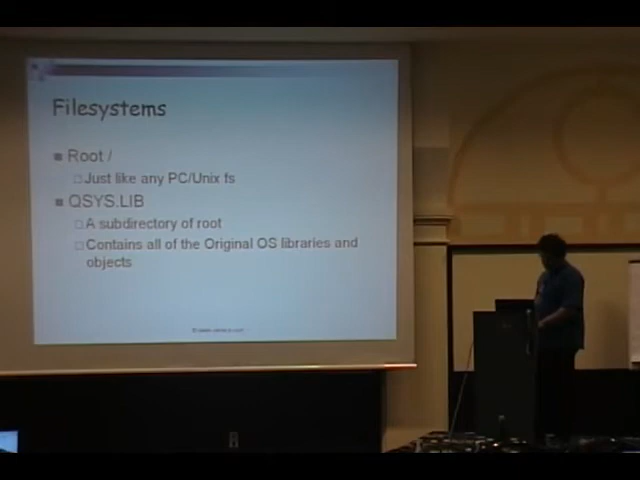 Filesystems
Root /
Just like any PC/Unix fs
QSYS.LIB
A subdirectory of root
Contains all of the Original OS libraries and
objects